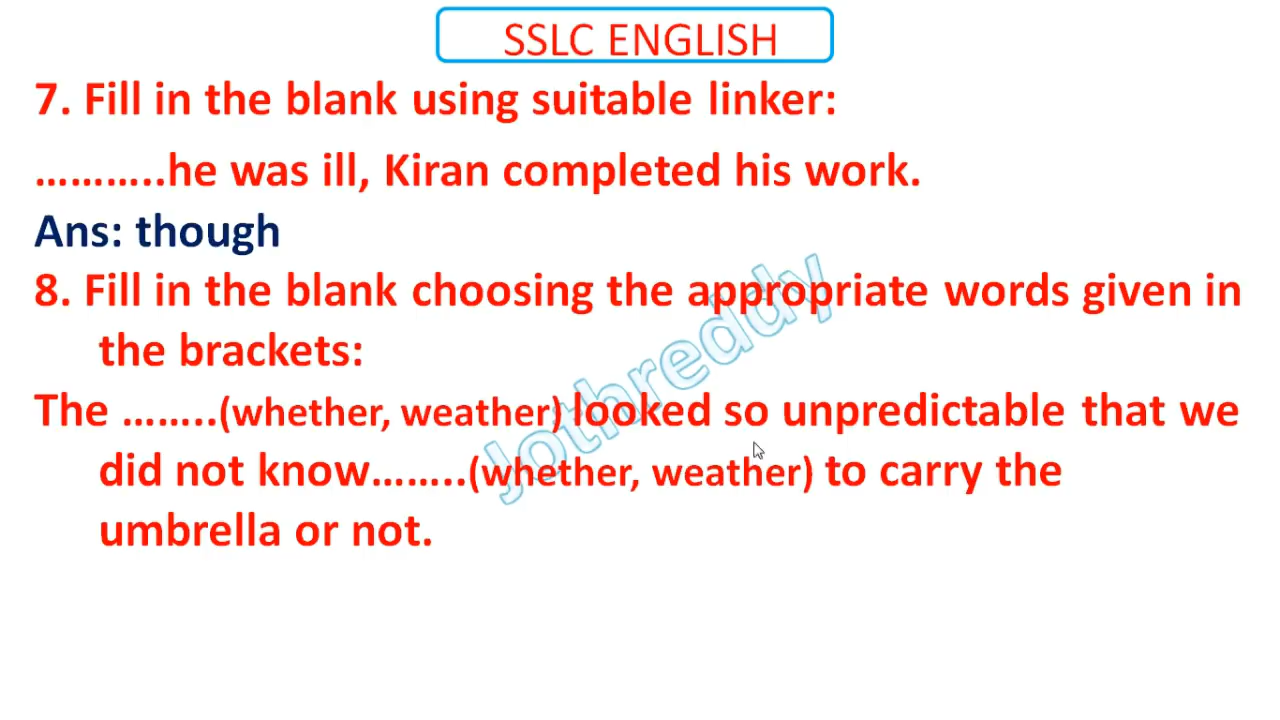 SSLC ENGLISH
7. Fill in the blank using suitable linker:
………..he was ill, Kiran completed his work.
Ans: though
8. Fill in the blank choosing the appropriate words given in
the brackets:
The ……..(whether, weather) looked so unpredictable that we
did not know……..(whether, weather) to carry the
umbrella or not.
Jothreddy